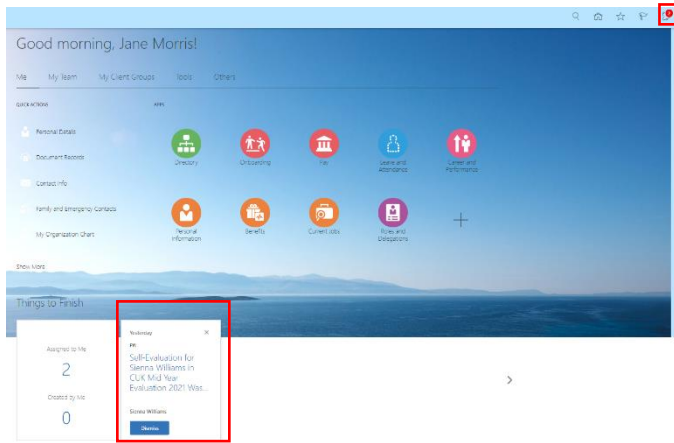 Good morning, Jane Morris!
Me My Team My Client Groups Tools Others
QUICK ACTIONS
APPS
Personal Details
Document Records
Contact Info
Family and Emergency Contacts
My Organization Chart
Show More
Directory
Onboarding
Pay
Leave and
Attendance
Career and
Performance
Personal
Information
Benefits
Current Jobs
Roles and
Delegations
Things to Finish
Assigned to Me
2
Created by Me
0
Yesterday
FYI
Self-Evaluation for
Sienna Williams in
CUK Mid Year
Evaluation 2021 Was...
Sienna Williams
Dismiss